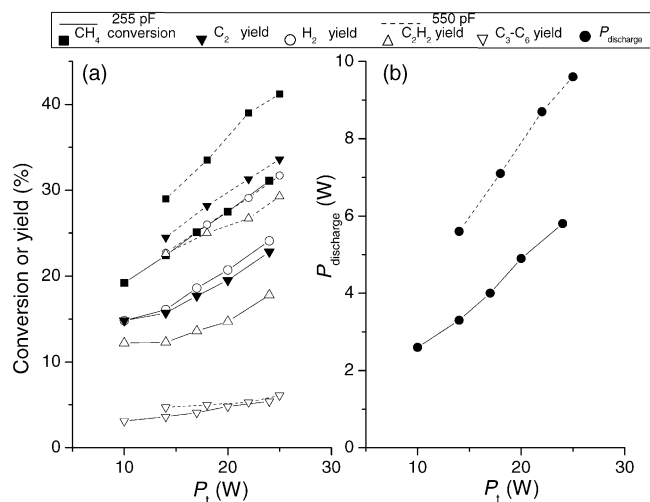 255 pF 550 pF
CH4 conversion C2 yield H2 yield C2H2 yield C3-C6 yield Pdischarge
(a) (b)
40
30
20
10
0
10 20 30
Conversion or yield (%)
Pt (W)
10
8
6
4
2
0
10 20 30
Pdischarge (W)
Pt (W)